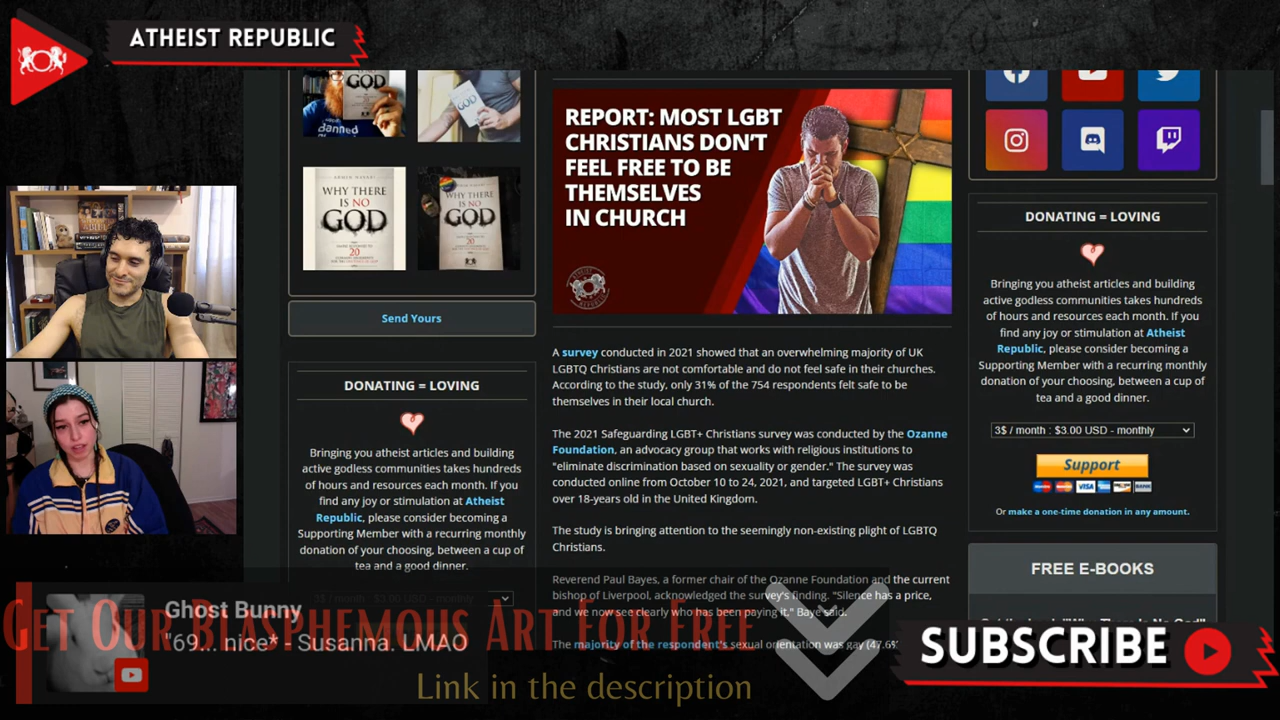 ATHEIST REPUBLIC
GOD
Banned
GOD
WHY THERE
IS NO
GOD
20
WHY THERE
IS NO
GOD
20
Send Yours
DONATING = LOVING
Bringing you atheist articles and building
active godless communities takes hundreds
of hours and resources each month. If you
find any joy or stimulation at Atheist
Republic, please consider becoming a
Supporting Member with a recurring monthly
donation of your choosing, between a cup of
tea and a good dinner.
REPORT: MOST LGBT
CHRISTIANS DON'T
FEEL FREE TO BE
THEMSELVES
IN CHURCH
A survey conducted in 2021 showed that an overwhelming majority of UK
LGBTQ Christians are not comfortable and do not feel safe in their churches.
According to the study, only 31% of the 754 respondents felt safe to be
themselves in their local church.
The 2021 Safeguarding LGBT+ Christians survey was conducted by the Ozanne
Foundation, an advocacy group that works with religious institutions to
"eliminate discrimination based on sexuality or gender." The survey was
conducted online from October 10 to 24, 2021, and targeted LGBT+ Christians
over 18-years old in the United Kingdom.
The study is bringing attention to the seemingly non-existing plight of LGBTQ
Christians.
Reverend Paul Bayes, a former chair of the Ozanne Foundation and the current
bishop of Liverpool, acknowledged the survey's finding. "Silence has a price,
and we now see clearly who has been paying it," Baye said.
The majority of the respondent's sexual orientation was gay (47.6%
DONATING = LOVING
Bringing you atheist articles and building
active godless communities takes hundreds
of hours and resources each month. If you
find any joy or stimulation at Atheist
Republic, please consider becoming a
Supporting Member with a recurring monthly
donation of your choosing, between a cup of
tea and a good dinner.
3$ / month : $3.00 USD - monthly
Support
VISA
Or make a one-time donation in any amount.
FREE E-BOOKS
Ghost Bunny
"69... nice* - Susanna. LMAO
Get Our Blasphemous Art For Free
Link in the description
SUBSCRIBE